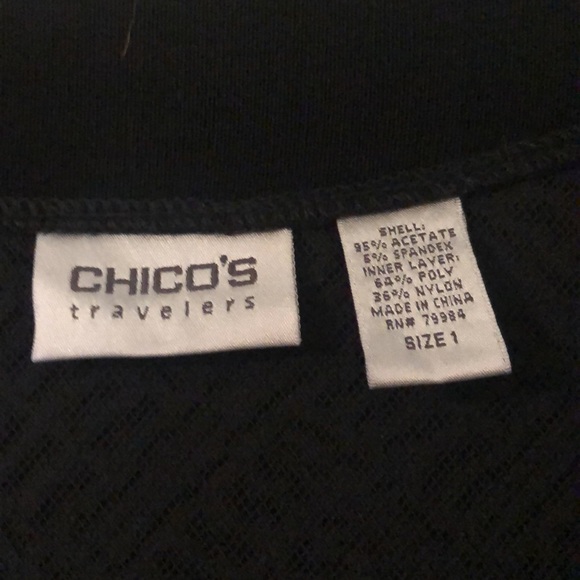 CHICO'S
travelers
SHELL:
95% ACETATE
5% SPANDEX
INNER LAYER:
64% POLY
36% NYLON
MADE IN CHINA
RN# 79984
SIZE 1